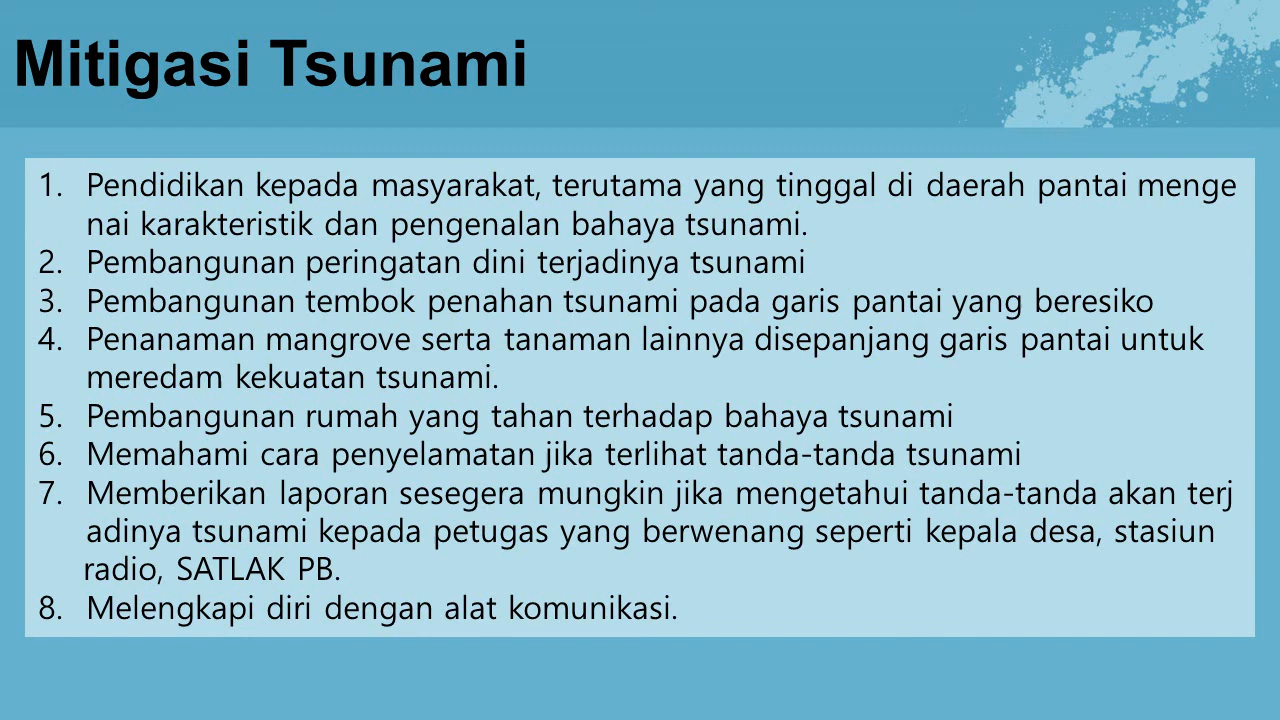 Mitigasi Tsunami
1. Pendidikan kepada masyarakat, terutama yang tinggal di daerah pantai menge
nai karakteristik dan pengenalan bahaya tsunami.
2. Pembangunan peringatan dini terjadinya tsunami
3. Pembangunan tembok penahan tsunami pada garis pantai yang beresiko
4. Penanaman mangrove serta tanaman lainnya disepanjang garis pantai untuk
meredam kekuatan tsunami.
5. Pembangunan rumah yang tahan terhadap bahaya tsunami
6. Memahami cara penyelamatan jika terlihat tanda-tanda tsunami
7. Memberikan laporan sesegera mungkin jika mengetahui tanda-tanda akan terj
adinya tsunami kepada petugas yang berwenang seperti kepala desa, stasiun
radio, SATLAK PB.
8. Melengkapi diri dengan alat komunikasi.